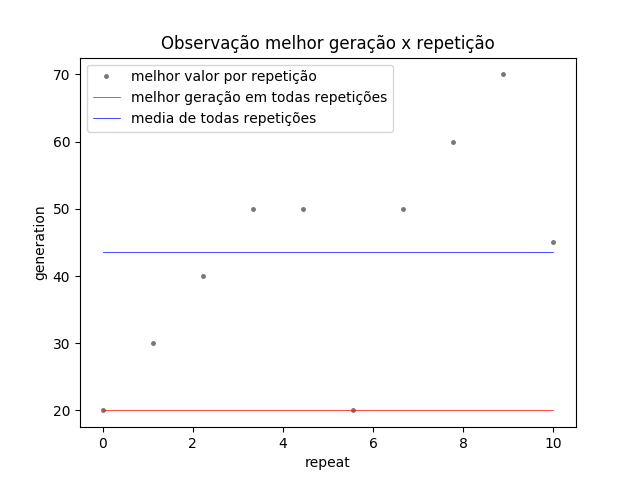 Observação melhor geração x repetição
melhor valor por repetição
melhor geração em todas repetições
media de todas repetições
70
60
50
40
30
20
generation
0 2 4 6 8 10
repeat